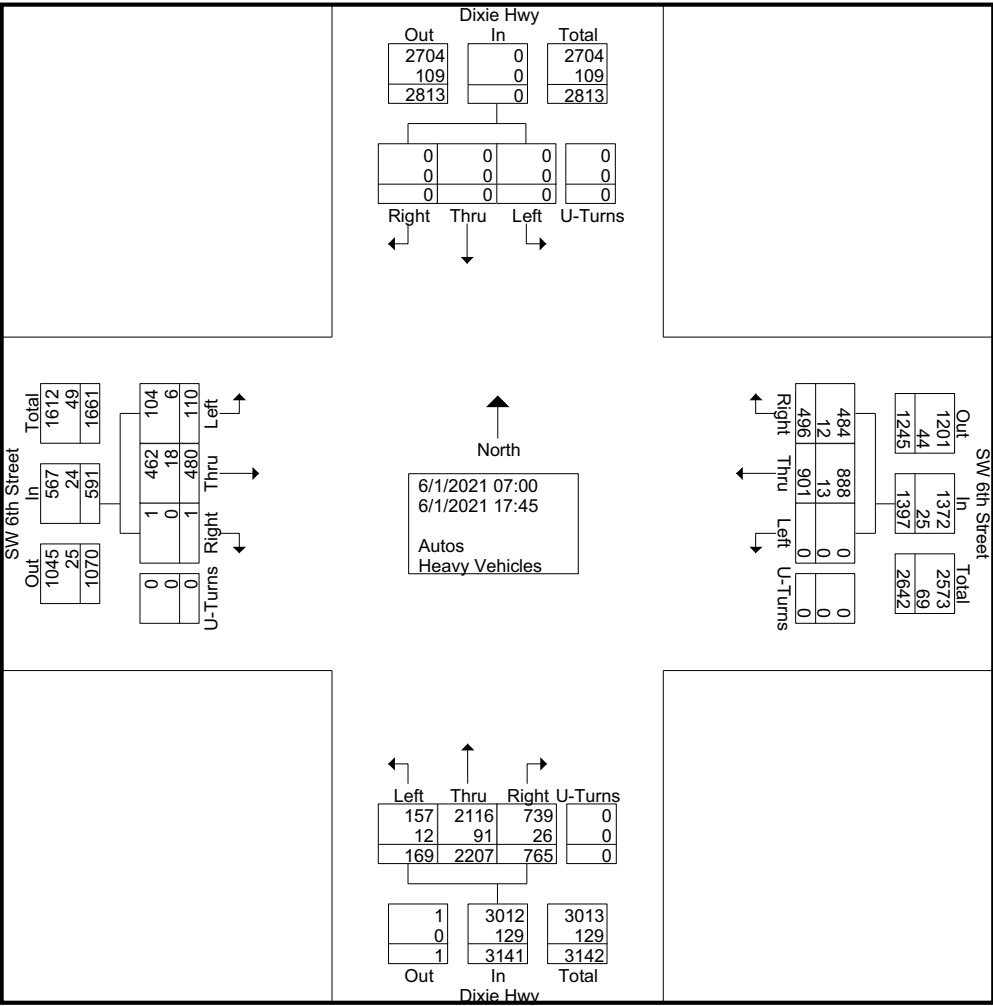 Dixie Hwy
Out In Total
2704 0 2704
109 0 109
2813 0 2813
0 0 0 0
0 0 0 0
0 0 0 0
Right Thru Left U-Turns
SW 6th Street
Total In Out
1612 567 1045
49 24 25
1661 591 1070
Left Thru Right U-Turns
104 462 1 0
6 18 0 0
110 480 1 0
North
6/1/2021 07:00
6/1/2021 17:45
Autos
Heavy Vehicles
Right Thru Left U-Turns
484 888 0 0
12 13 0 0
496 901 0 0
SW 6th Street
Out In Total
1201 1372 2573
44 25 69
1245 1397 2642
Left Thru Right U-Turns
157 2116 739 0
12 91 26 0
169 2207 765 0
1 3012 3013
0 129 129
1 3141 3142
Out In Total
Dixie Hwy